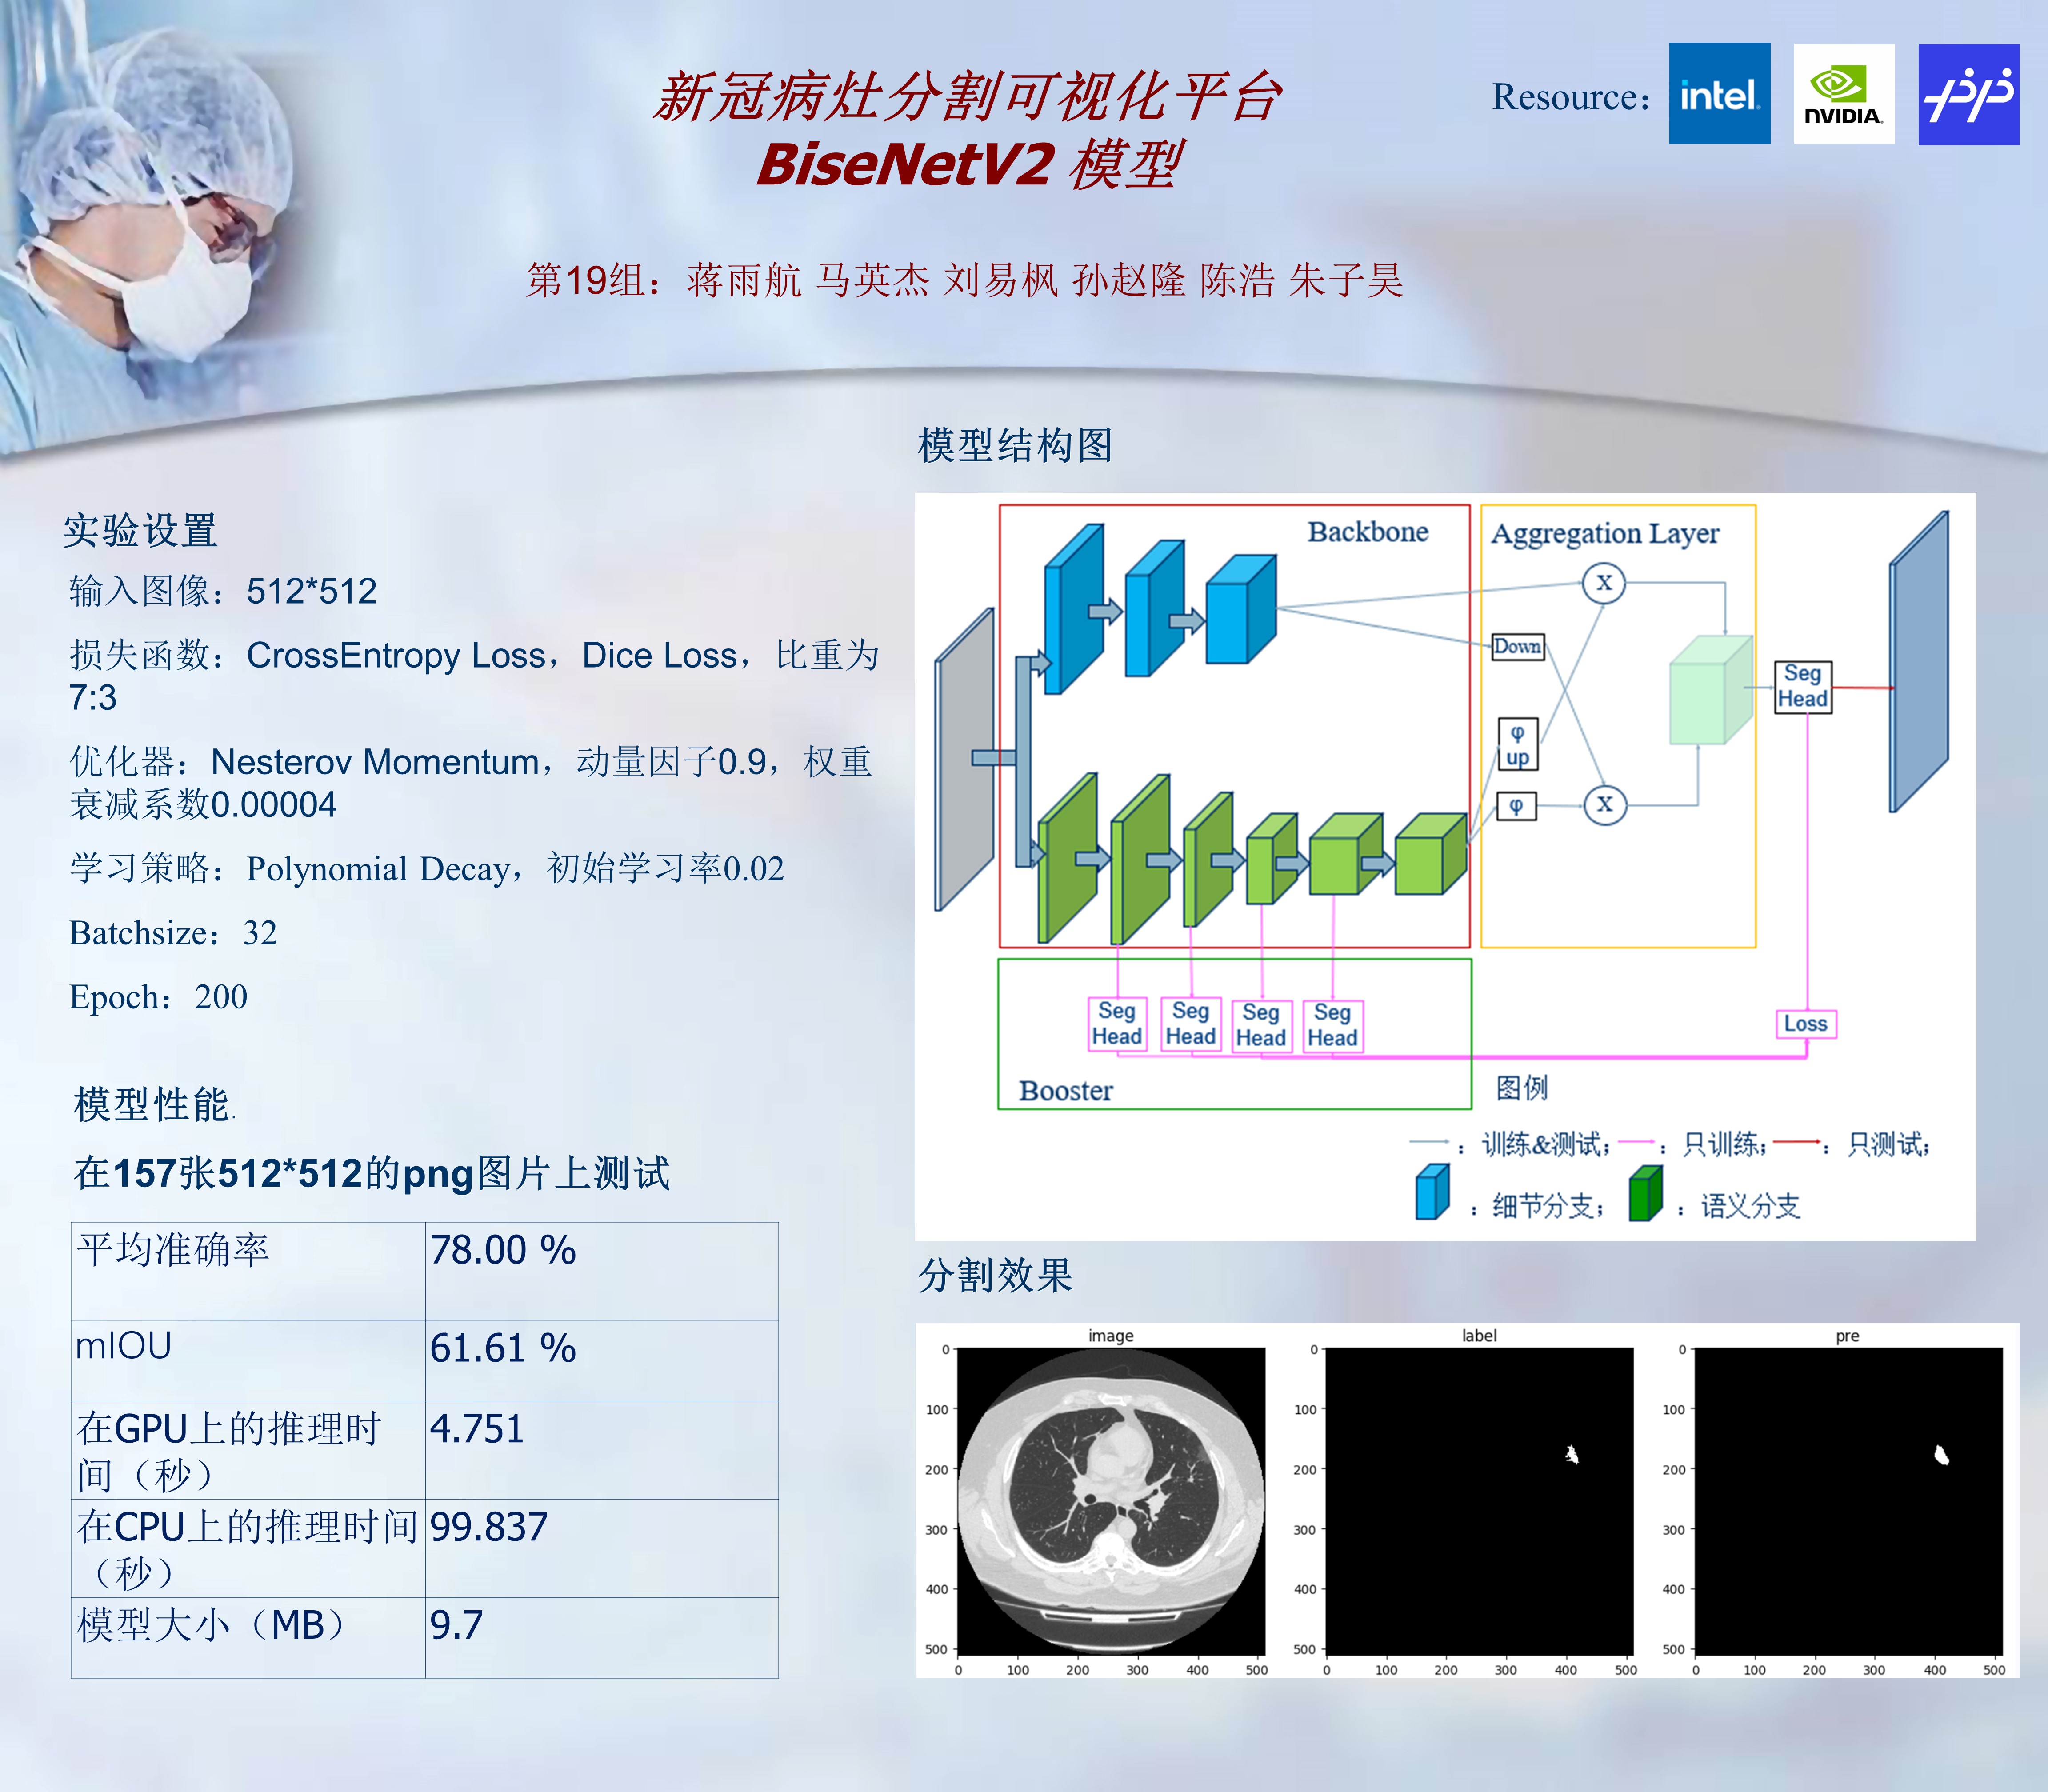 新冠病灶分割可视化平台
BiseNetV2 模型
Resource：
intel.
NVIDIA.
第19组：蒋雨航 马英杰 刘易枫 孙赵隆 陈浩 朱子昊
实验设置
输入图像：512*512
损失函数：CrossEntropy Loss，Dice Loss，比重为
7:3
优化器：Nesterov Momentum，动量因子0.9，权重
衰减系数0.00004
学习策略：Polynomial Decay，初始学习率0.02
Batchsize：32
Epoch：200
模型性能.
在157张512*512的png图片上测试
平均准确率 78.00 %
mIOU 61.61 %
在GPU上的推理时
间（秒） 4.751
在CPU上的推理时间
（秒） 99.837
模型大小（MB） 9.7
模型结构图
Backbone
Aggregation Layer
X
Down
φ
up
φ
X
Seg
Head
Seg
Head
Seg
Head
Seg
Head
Seg
Head
Loss
Booster
图例
：训练&测试; ：只训练; ：只测试;
：细节分支; ：语义分支
分割效果
image
0
100
200
300
400
500
0 100 200 300 400 500
label
0
100
200
300
400
500
0 100 200 300 400 500
pre
0
100
200
300
400
500
0 100 200 300 400 500